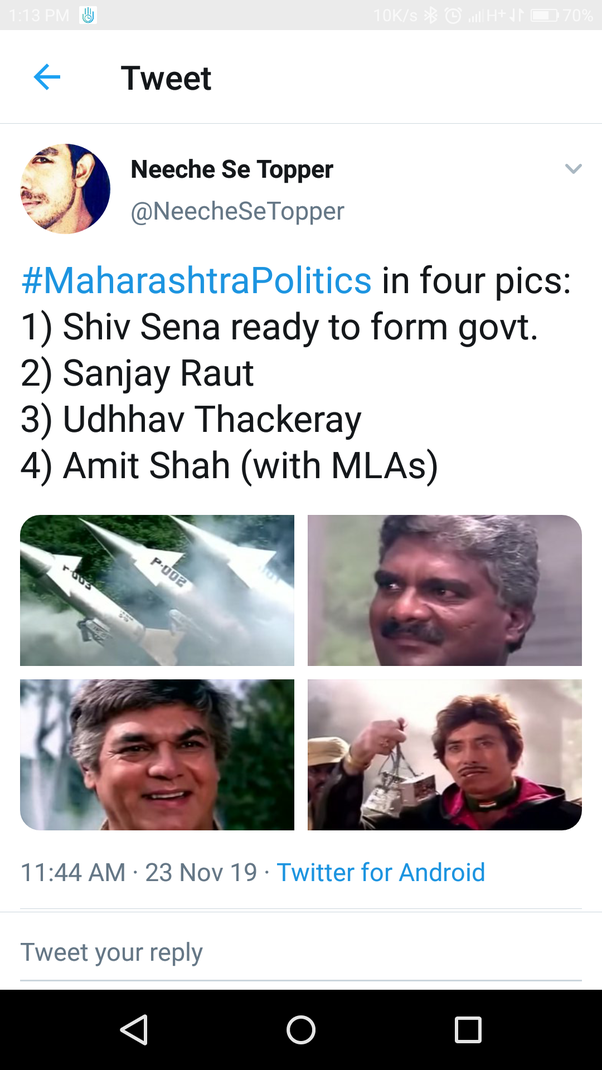 1:13 PM
10K/s H+ 70%
Tweet
Neeche Se Topper
@NeecheSeTopper
#MaharashtraPolitics in four pics:
1) Shiv Sena ready to form govt.
2) Sanjay Raut
3) Udhhav Thackeray
4) Amit Shah (with MLAs)
P-002
11:44 AM · 23 Nov 19 · Twitter for Android
Tweet your reply